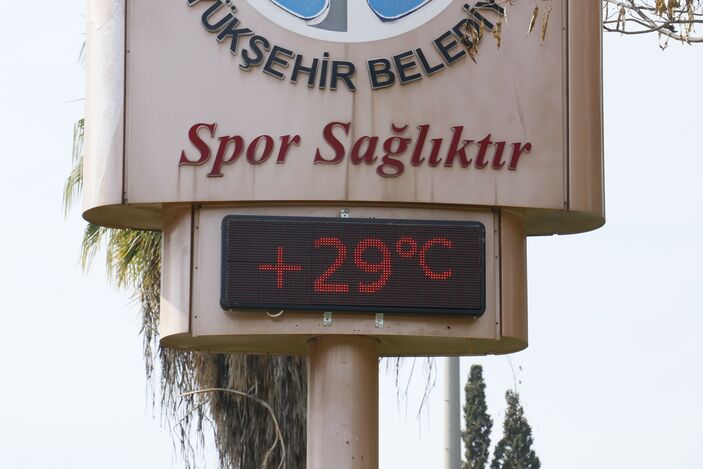 YÜKŞEHİR BELEDİY
Spor Sağlıktır
+29°C